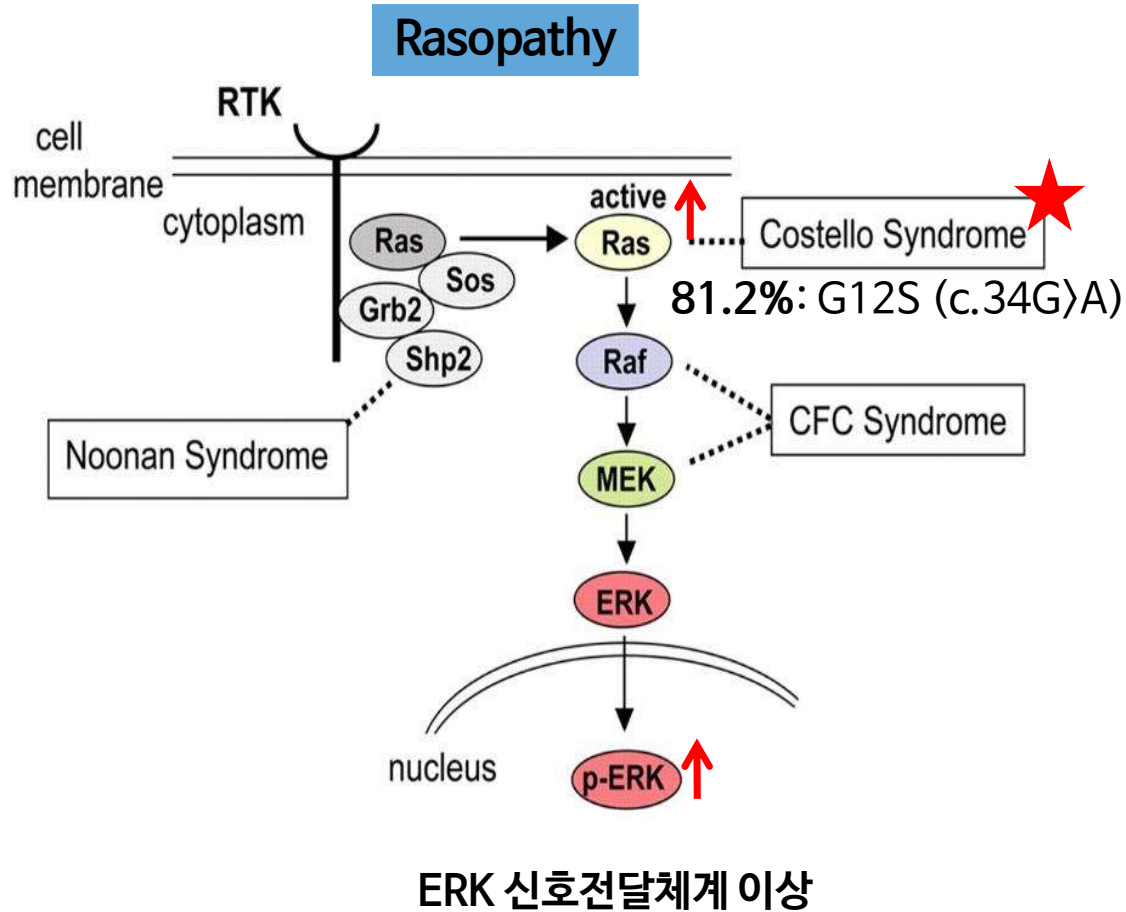 Rasopathy
RTK
cell
membrane
cytoplasm
active
Ras
Ras
Costello Syndrome
Sos
81.2%: G12S (c.34G〉A)
Grb2
Shp2
Raf
Noonan Syndrome
CFC Syndrome
MEK
ERK
nucleus
p-ERK
ERK 신호전달체계 이상